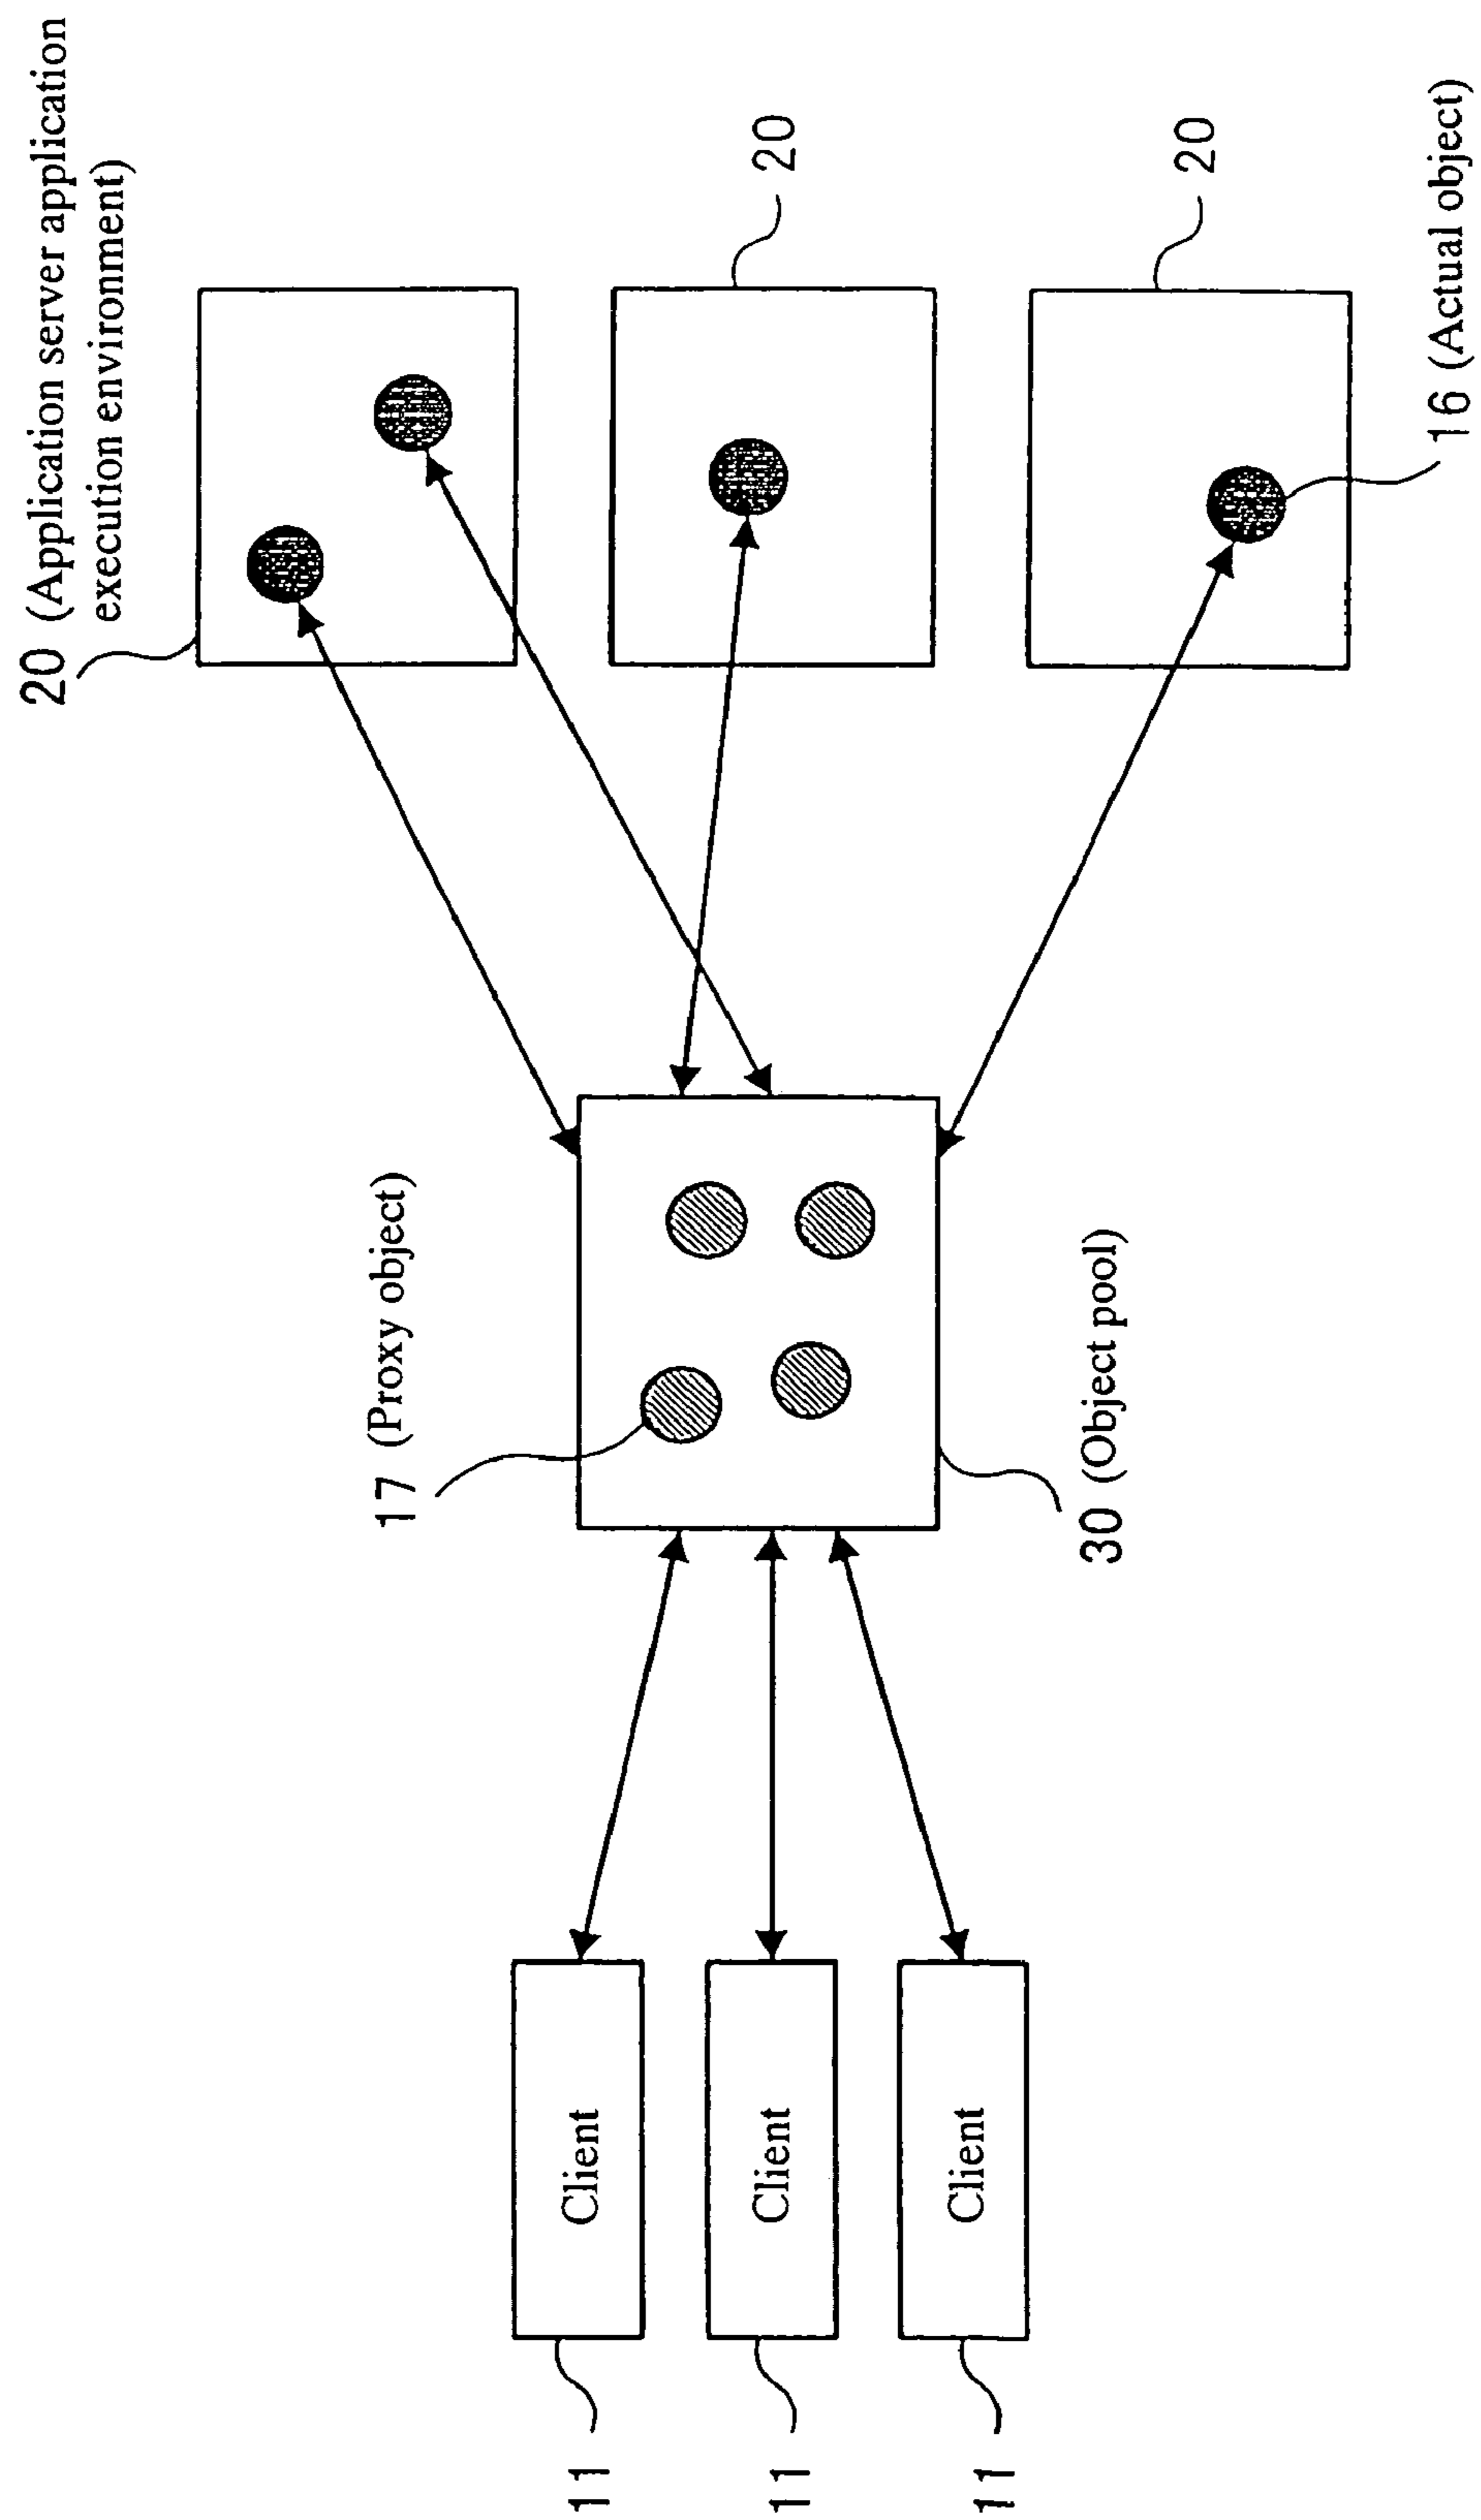 20 (Application server application
execution environment)
20
20
16 (Actual object)
17 (Proxy object)
30 (Object pool)
Client
Client
Client
11
11
11